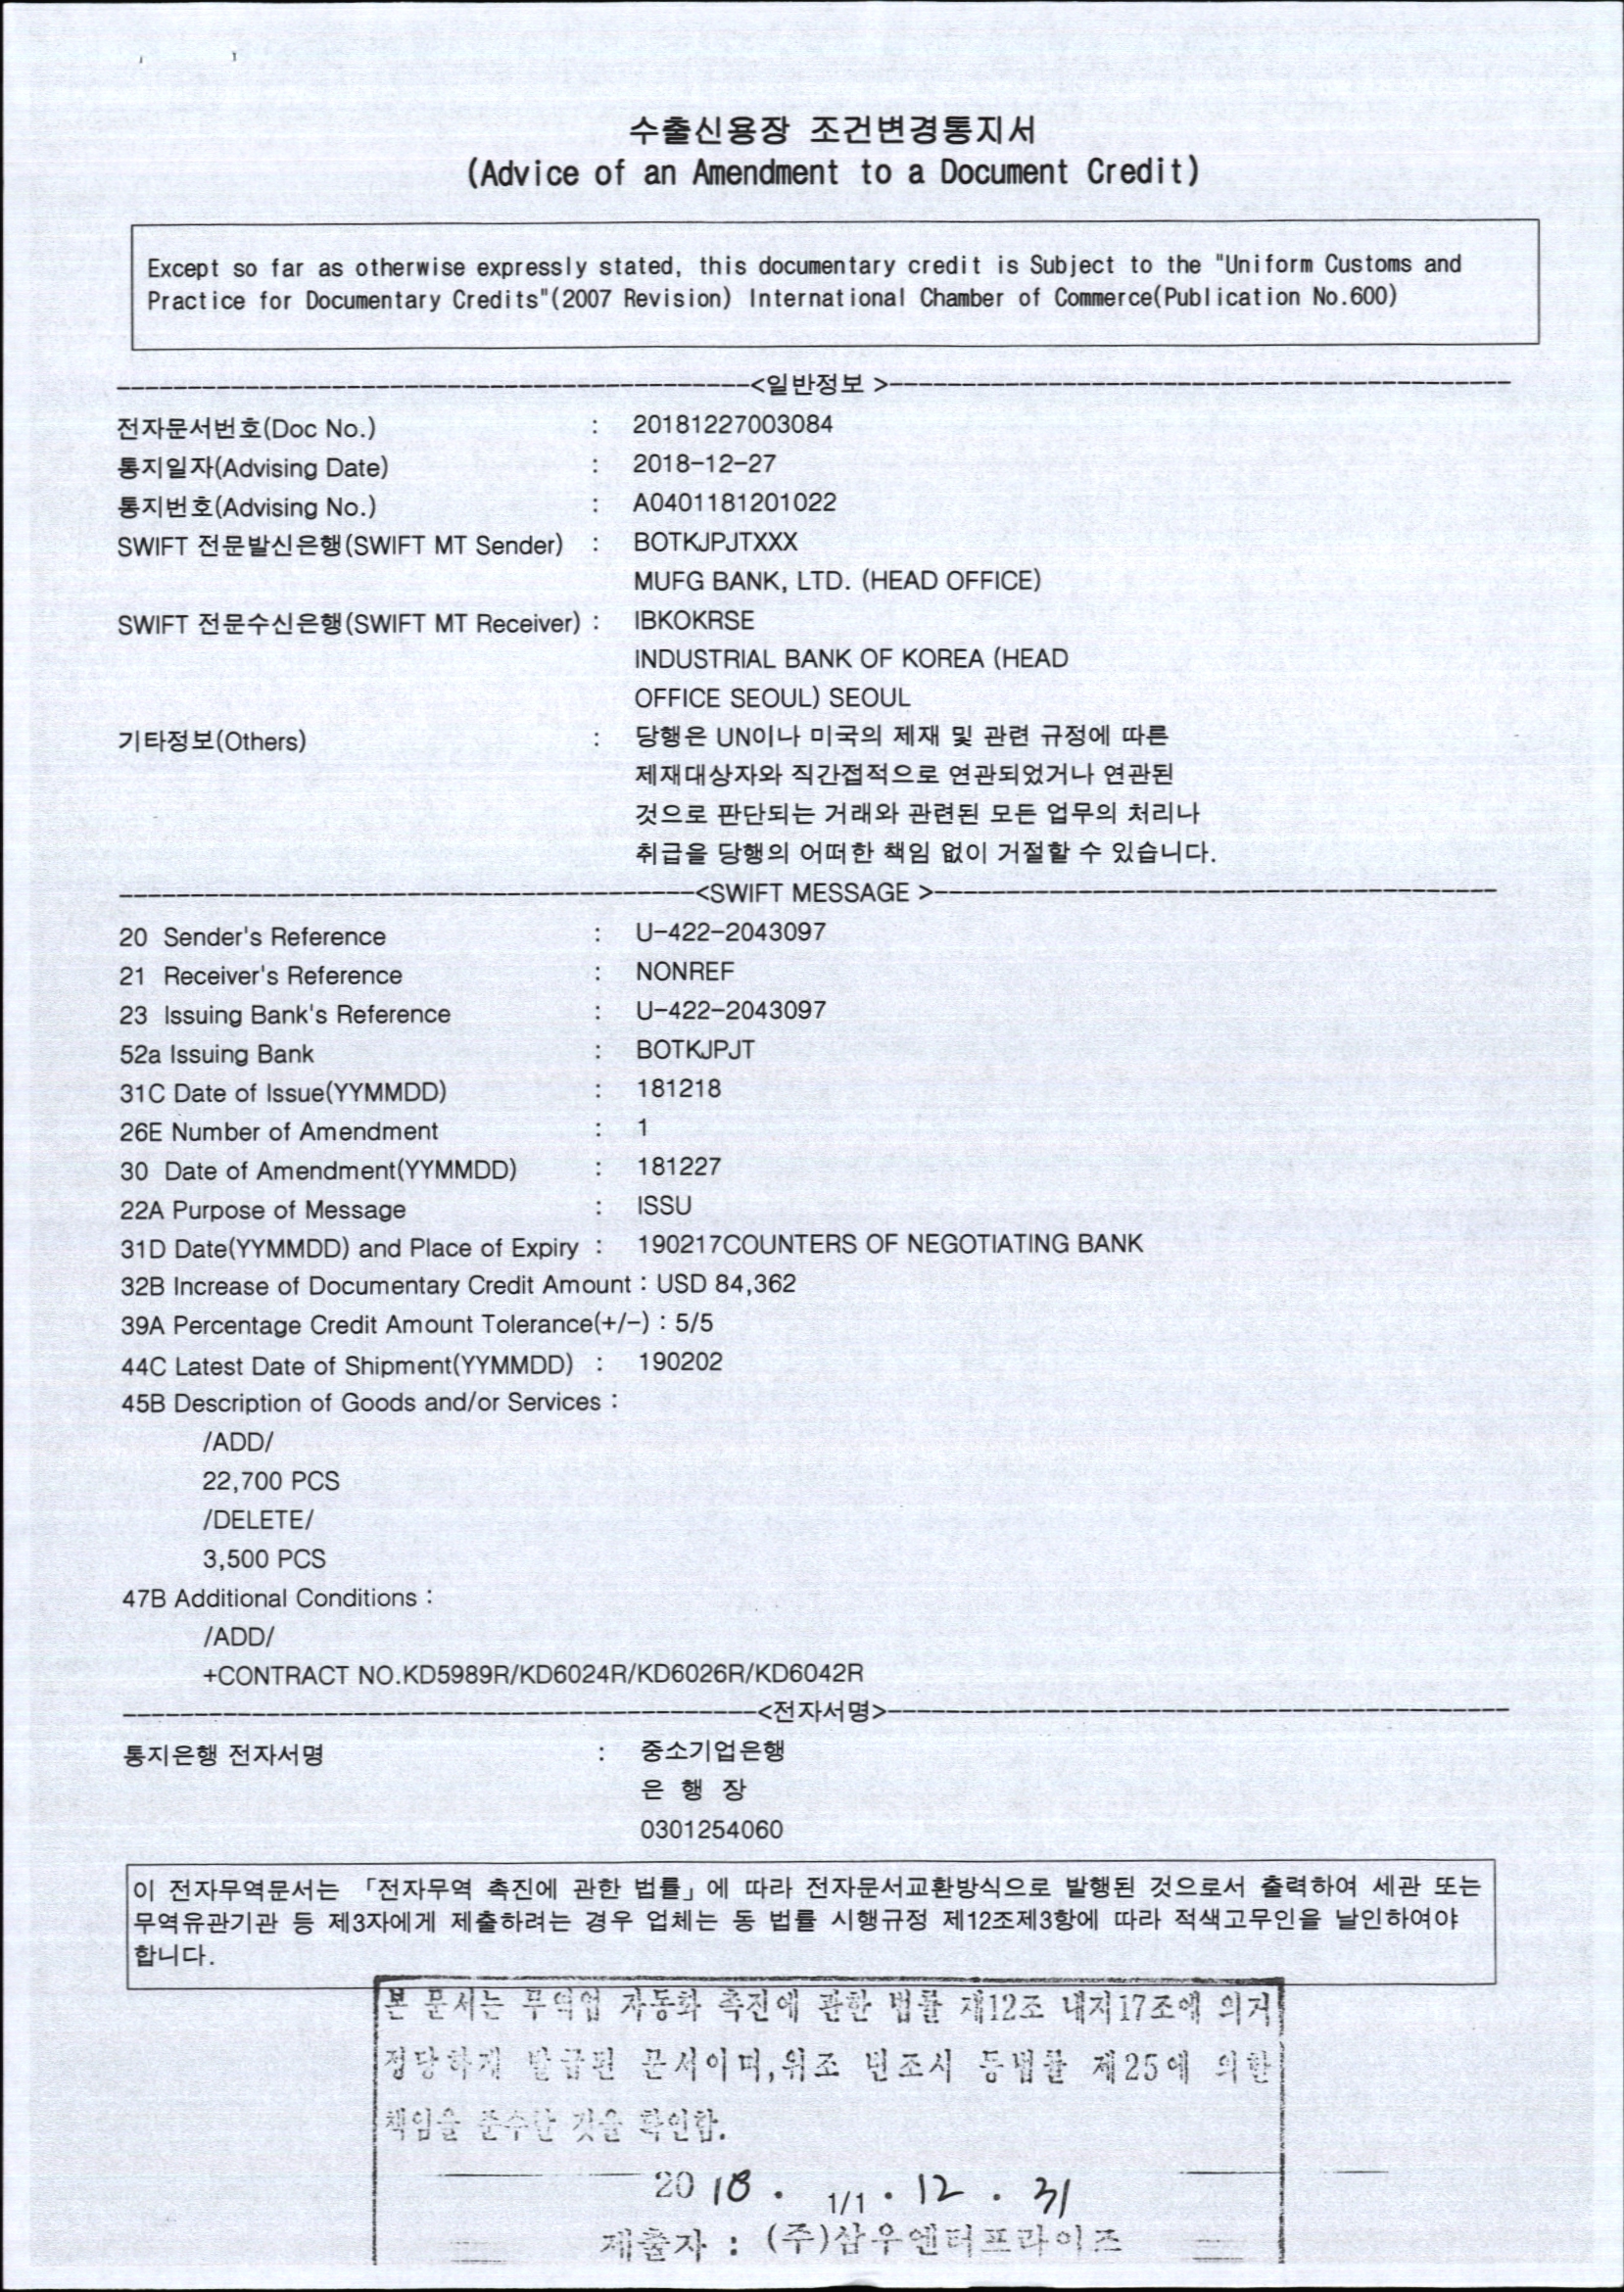 수출신용장 조건변경통지서
(Advice of an Amendment to a Document Credit)
Except so far as otherwise expressly stated, this documentary credit is Subject to the "Uniform Customs and
Practice for Documentary Credits"(2007 Revision) International Chamber of Commerce(Publication No.600)
<일반정보 >
전자문서번호(Doc No.) : 20181227003084
통지일자(Advising Date) : 2018-12-27
통지번호(Advising No.) : A0401181201022
SWIFT 전문발신은행(SWIFT MT Sender) : BOTKJPJTXXX
MUFG BANK, LTD. (HEAD OFFICE)
SWIFT 전문수신은행(SWIFT MT Receiver) : IBKOKRSE
INDUSTRIAL BANK OF KOREA (HEAD
OFFICE SEOUL) SEOUL
기타정보(Others) : 당행은 UN이나 미국의 제재 및 관련 규정에 따른
제재대상자와 직간접적으로 연관되었거나 연관된
것으로 판단되는 거래와 관련된 모든 업무의 처리나
취급을 당행의 어떠한 책임 없이 거절할 수 있습니다.
<SWIFT MESSAGE >
20 Sender's Reference : U-422-2043097
21 Receiver's Reference : NONREF
23 Issuing Bank's Reference : U-422-2043097
52a Issuing Bank : BOTKJPJT
31C Date of Issue(YYMMDD) : 181218
26E Number of Amendment : 1
30 Date of Amendment(YYMMDD) : 181227
22A Purpose of Message : ISSU
31D Date(YYMMDD) and Place of Expiry : 190217COUNTERS OF NEGOTIATING BANK
32B Increase of Documentary Credit Amount : USD 84,362
39A Percentage Credit Amount Tolerance(+/-) : 5/5
44C Latest Date of Shipment(YYMMDD) : 190202
45B Description of Goods and/or Services :
/ADD/
22,700 PCS
/DELETE/
3,500 PCS
47B Additional Conditions :
/ADD/
+CONTRACT NO.KD5989R/KD6024R/KD6026R/KD6042R
<전자서명>
통지은행 전자서명 : 중소기업은행
은 행 장
0301254060
이 전자무역문서는 「전자무역 촉진에 관한 법률」에 따라 전자문서교환방식으로 발행된 것으로서 출력하여 세관 또는
무역유관기관 등 제3자에게 제출하려는 경우 업체는 동 법률 시행규정 제12조제3항에 따라 적색고무인을 날인하여야
합니다.
본 문서는 무역업 자동화 촉진에 관한 법률 제12조 내지17조에 의거
정당하게 발급된 문서이며,위조 변조시 동법률 제25에 의한
책임을 준수한 것을 확인함.
2018 . 12 . 31
1/1
제출자 : (주)삼우엔터프라이즈